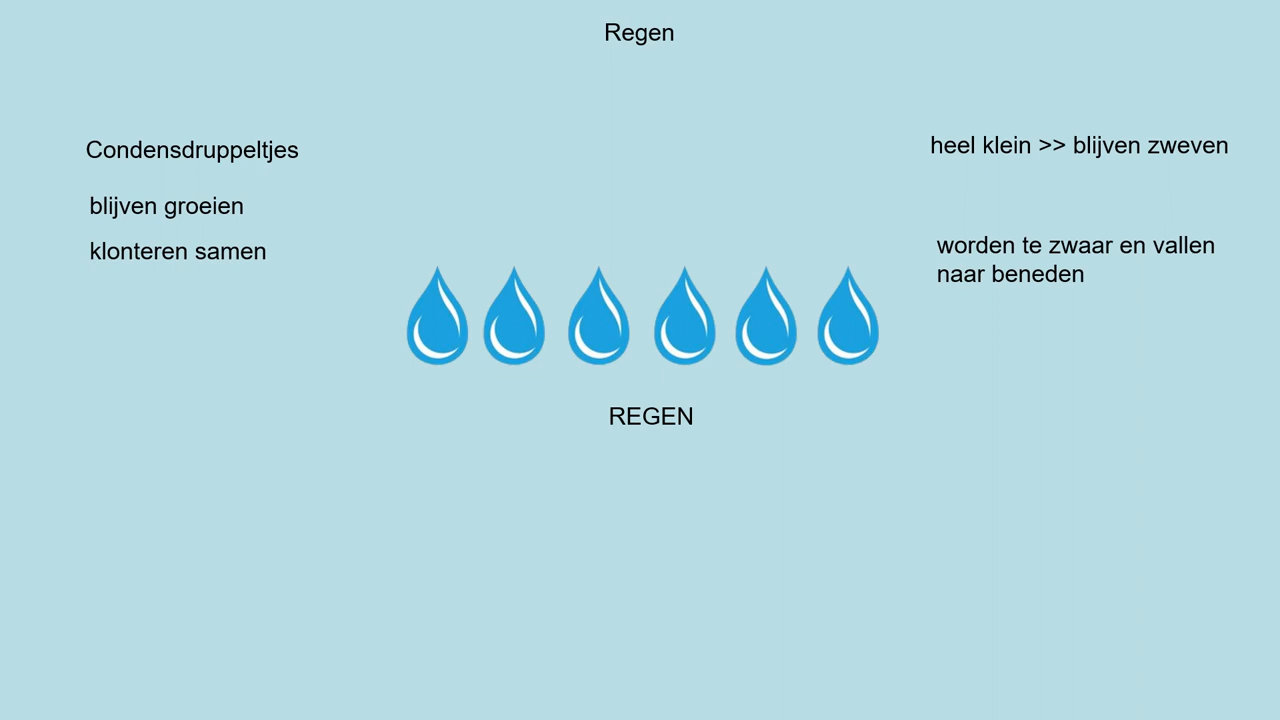 Regen
Condensdruppeltjes
heel klein >> blijven zweven
blijven groeien
klonteren samen
worden te zwaar en vallen
naar beneden
REGEN